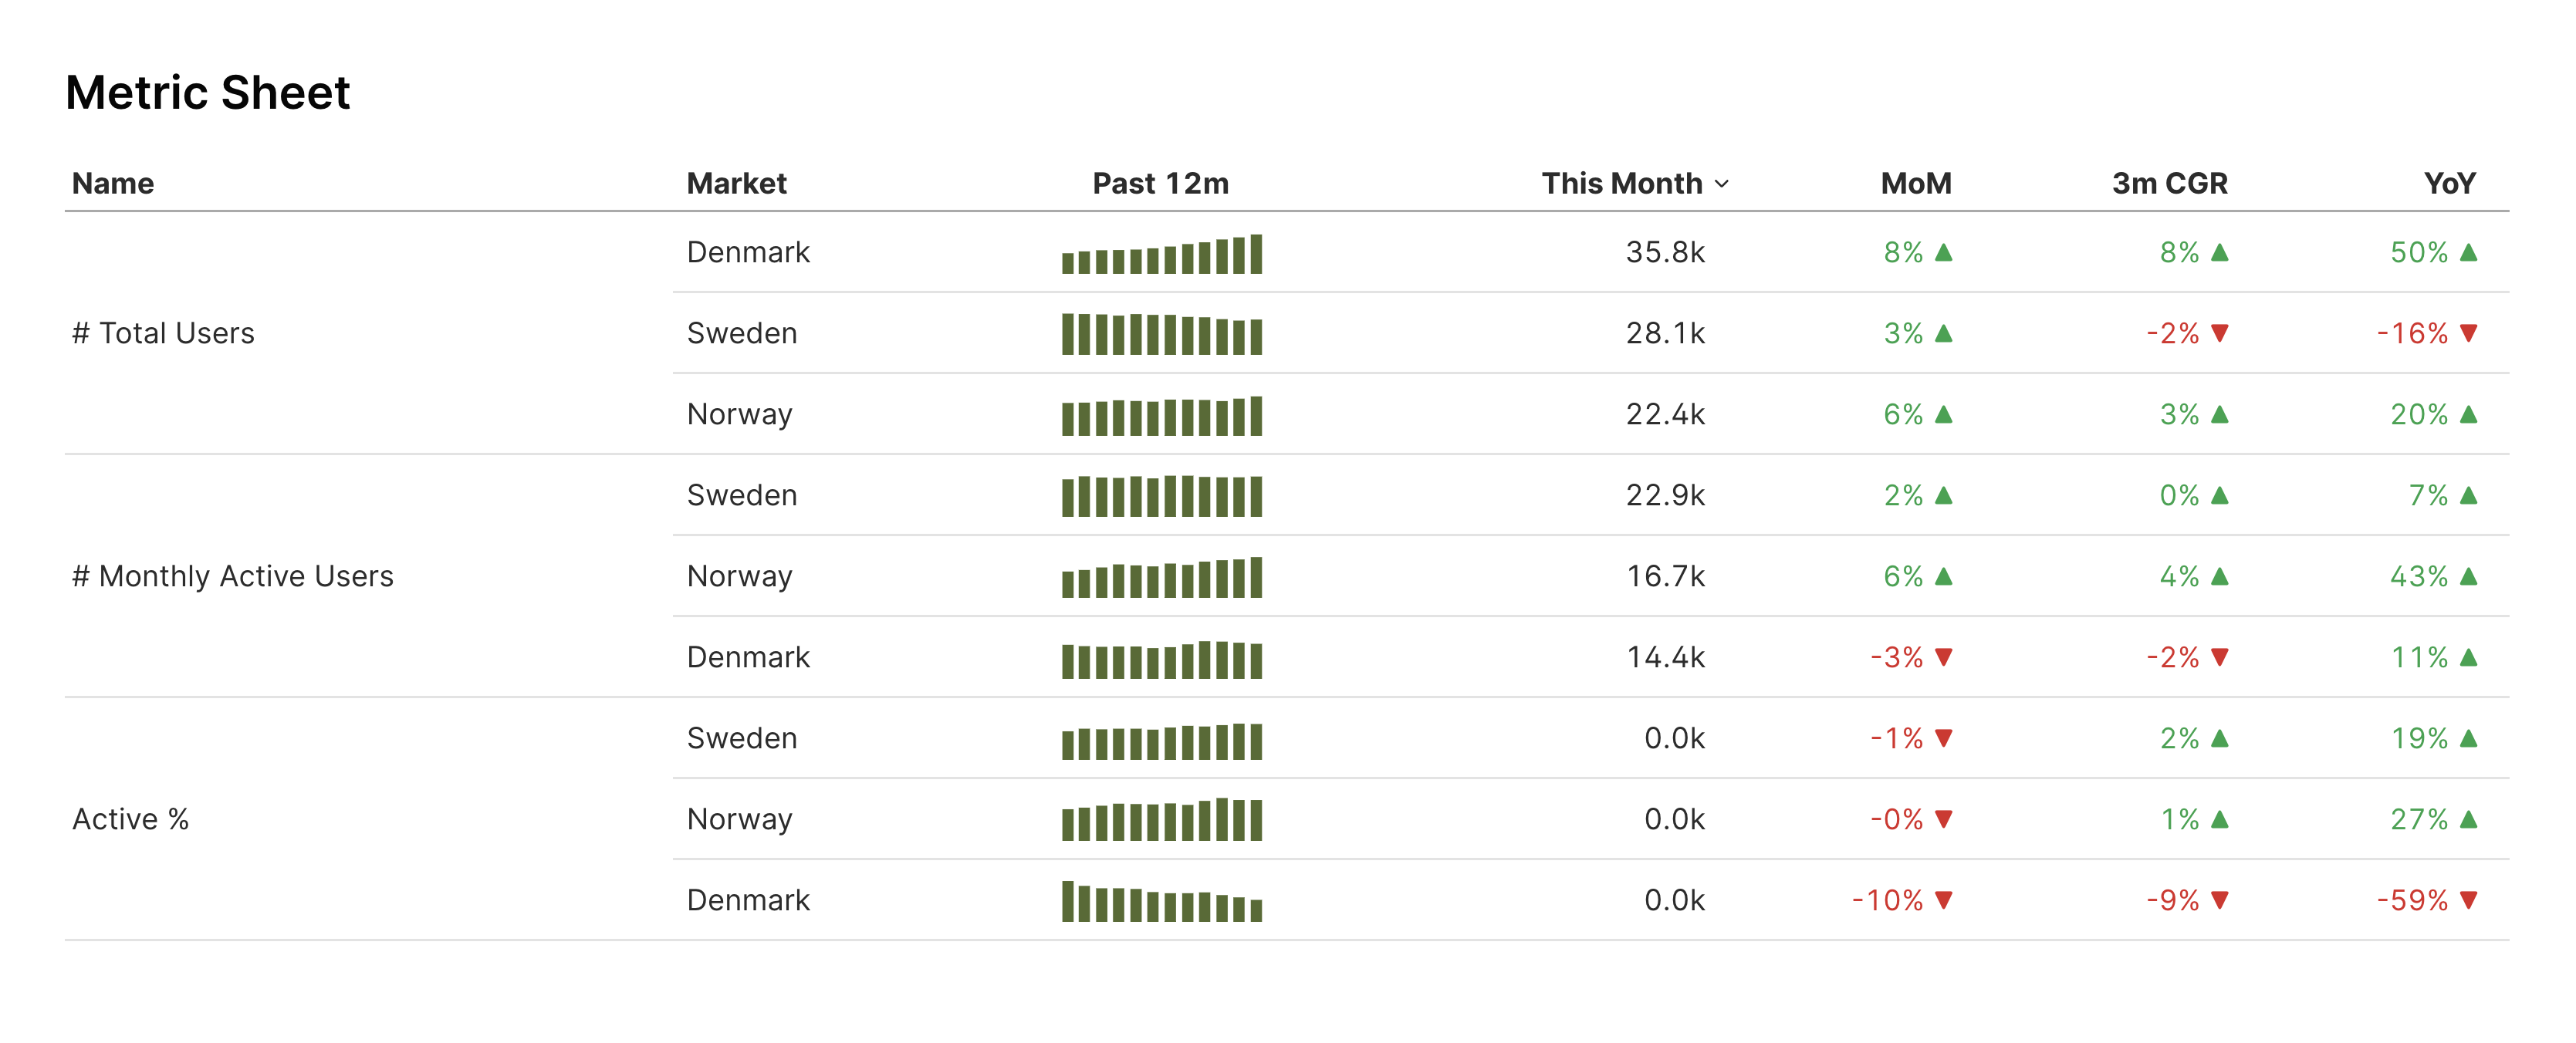 Metric Sheet
Name Market Past 12m This Month MoM 3m CGR YoY
# Total Users
Denmark 35.8k 8% ▲ 8% ▲ 50% ▲
Sweden 28.1k 3% ▲ -2% ▼ -16% ▼
Norway 22.4k 6% ▲ 3% ▲ 20% ▲
# Monthly Active Users
Sweden 22.9k 2% ▲ 0% ▲ 7% ▲
Norway 16.7k 6% ▲ 4% ▲ 43% ▲
Denmark 14.4k -3% ▼ -2% ▼ 11% ▲
Active %
Sweden 0.0k -1% ▼ 2% ▲ 19% ▲
Norway 0.0k -0% ▼ 1% ▲ 27% ▲
Denmark 0.0k -10% ▼ -9% ▼ -59% ▼